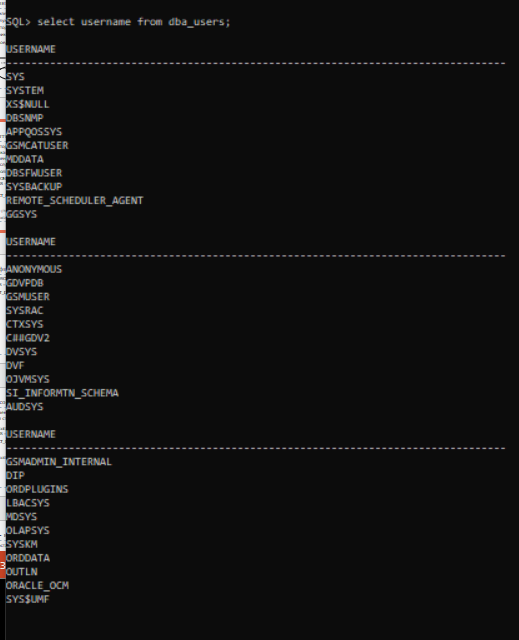 SQL> select username from dba_users;
USERNAME
--------------------------------------------------------------------------------
SYS
SYSTEM
XS$NULL
DBSNMP
APPQOSSYS
GSMCATUSER
MDDATA
DBSFWUSER
SYSBACKUP
REMOTE_SCHEDULER_AGENT
GGSYS
USERNAME
--------------------------------------------------------------------------------
ANONYMOUS
GDVPDB
GSMUSER
SYSRAC
CTXSYS
C##GDV2
DVSYS
DVF
OJVMSYS
SI_INFORMTN_SCHEMA
AUDSYS
USERNAME
--------------------------------------------------------------------------------
GSMADMIN_INTERNAL
DIP
ORDPLUGINS
LBACSYS
MDSYS
OLAPSYS
SYSKM
ORDDATA
OUTLN
ORACLE_OCM
SYS$UMF